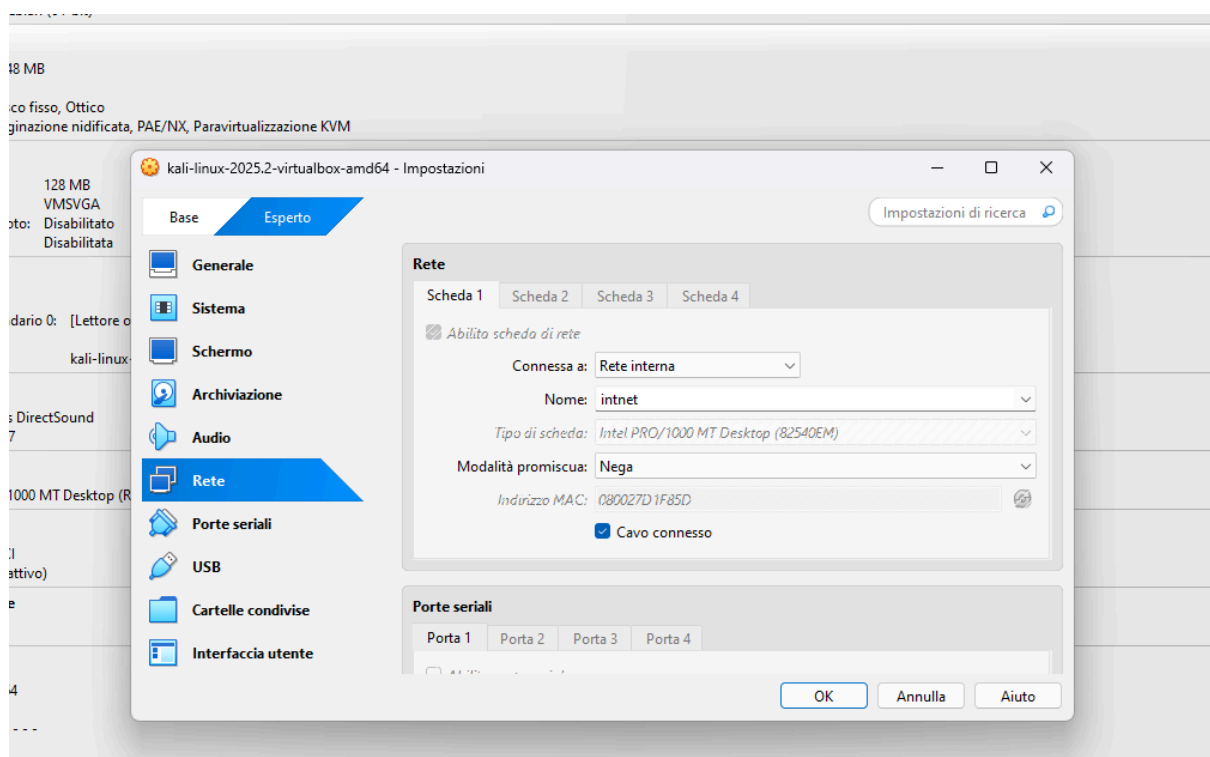 48 MB
sco fisso, Ottico
ginazione nidificata, PAE/NX, Paravirtualizzazione KVM
128 MB
VMSVGA
oto: Disabilitato
Disabilitata
dario 0: [Lettore o
kali-linux-
s DirectSound
7
1000 MT Desktop (R
CI
attivo)
e
64
- - -
kali-linux-2025.2-virtualbox-amd64 - Impostazioni
Base Esperto
Impostazioni di ricerca
Generale
Sistema
Schermo
Archiviazione
Audio
Rete
Porte seriali
USB
Cartelle condivise
Interfaccia utente
Rete
Scheda 1 Scheda 2 Scheda 3 Scheda 4
Abilita scheda di rete
Connessa a: Rete interna
Nome: intnet
Tipo di scheda: Intel PRO/1000 MT Desktop (82540EM)
Modalità promiscua: Nega
Indirizzo MAC: 080027D1F85D
Cavo connesso
Porte seriali
Porta 1 Porta 2 Porta 3 Porta 4
OK Annulla Aiuto